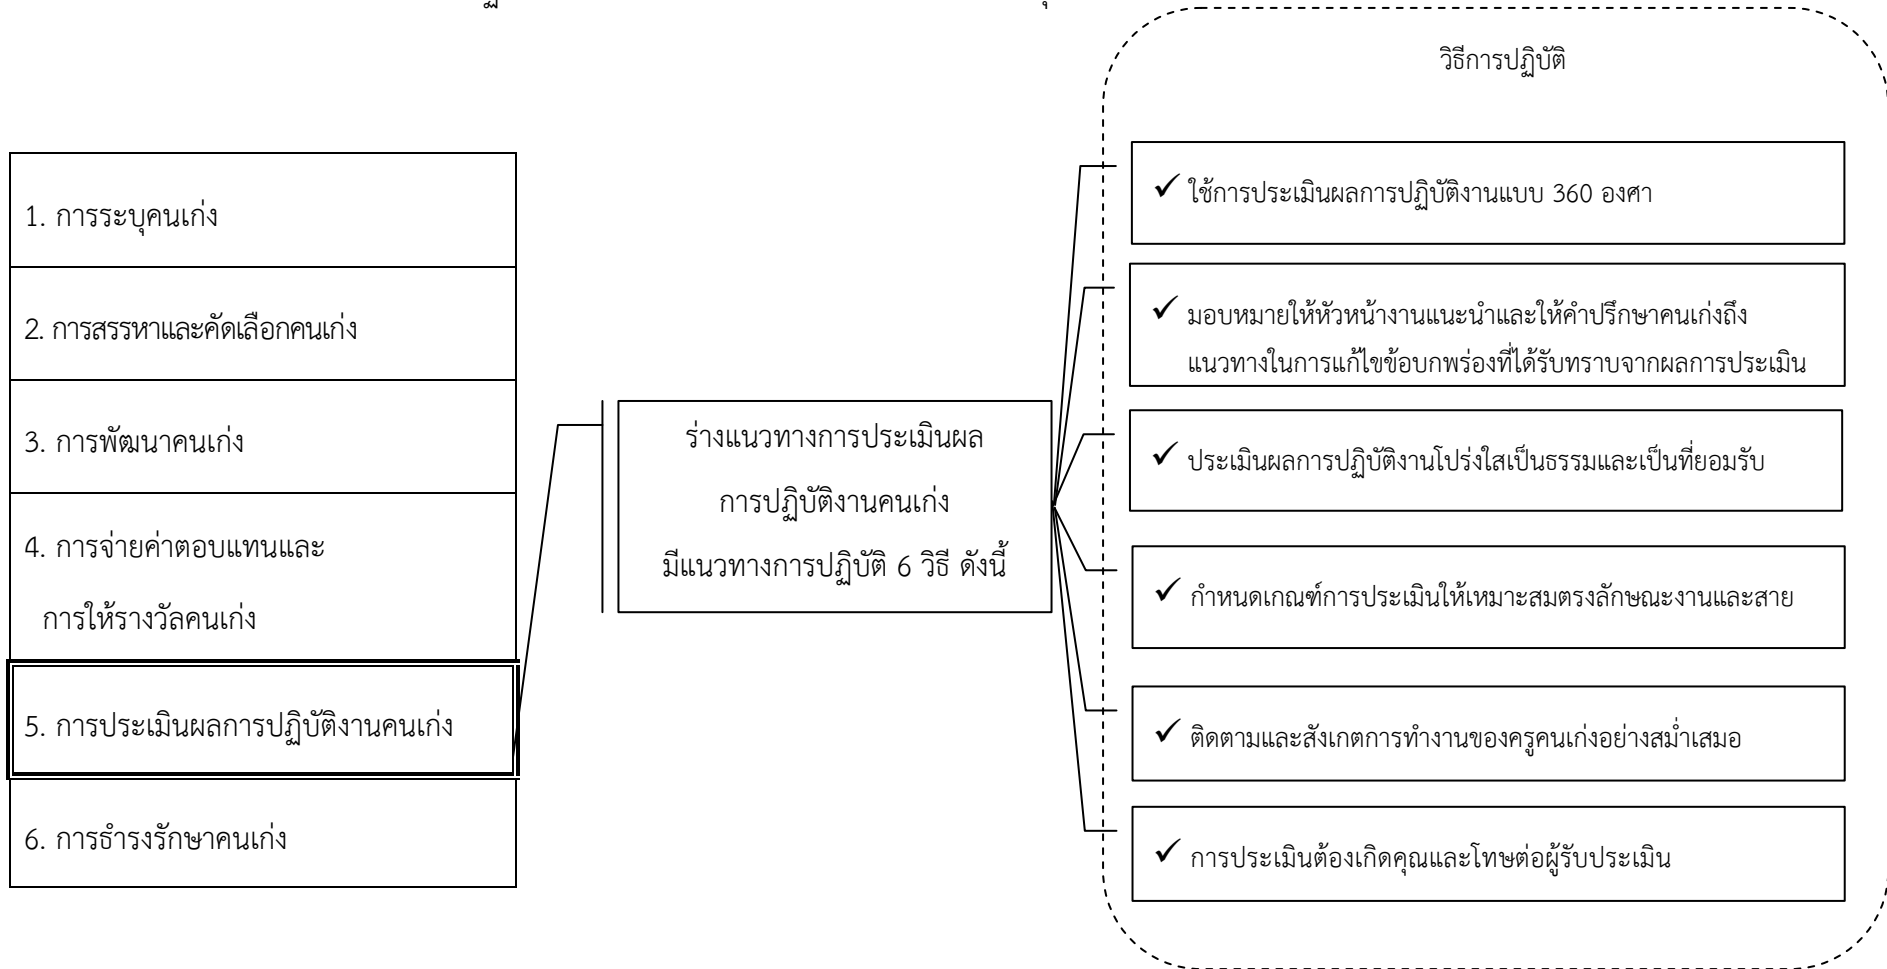 วิธีการปฏิบัติ
1. การระบุคนเก่ง
2. การสรรหาและคัดเลือกคนเก่ง
3. การพัฒนาคนเก่ง
4. การจ่ายค่าตอบแทนและ
การให้รางวัลคนเก่ง
5. การประเมินผลการปฏิบัติงานคนเก่ง
6. การธำรงรักษาคนเก่ง
ร่างแนวทางการประเมินผล
การปฏิบัติงานคนเก่ง
มีแนวทางการปฏิบัติ 6 วิธี ดังนี้
✓ ใช้การประเมินผลการปฏิบัติงานแบบ 360 องศา
✓ มอบหมายให้หัวหน้างานแนะนำและให้คำปรึกษาคนเก่งถึง
แนวทางในการแก้ไขข้อบกพร่องที่ได้รับทราบจากผลการประเมิน
✓ ประเมินผลการปฏิบัติงานโปร่งใสเป็นธรรมและเป็นที่ยอมรับ
✓ กำหนดเกณฑ์การประเมินให้เหมาะสมตรงลักษณะงานและสาย
✓ ติดตามและสังเกตการทำงานของครูคนเก่งอย่างสม่ำเสมอ
✓ การประเมินต้องเกิดคุณและโทษต่อผู้รับประเมิน